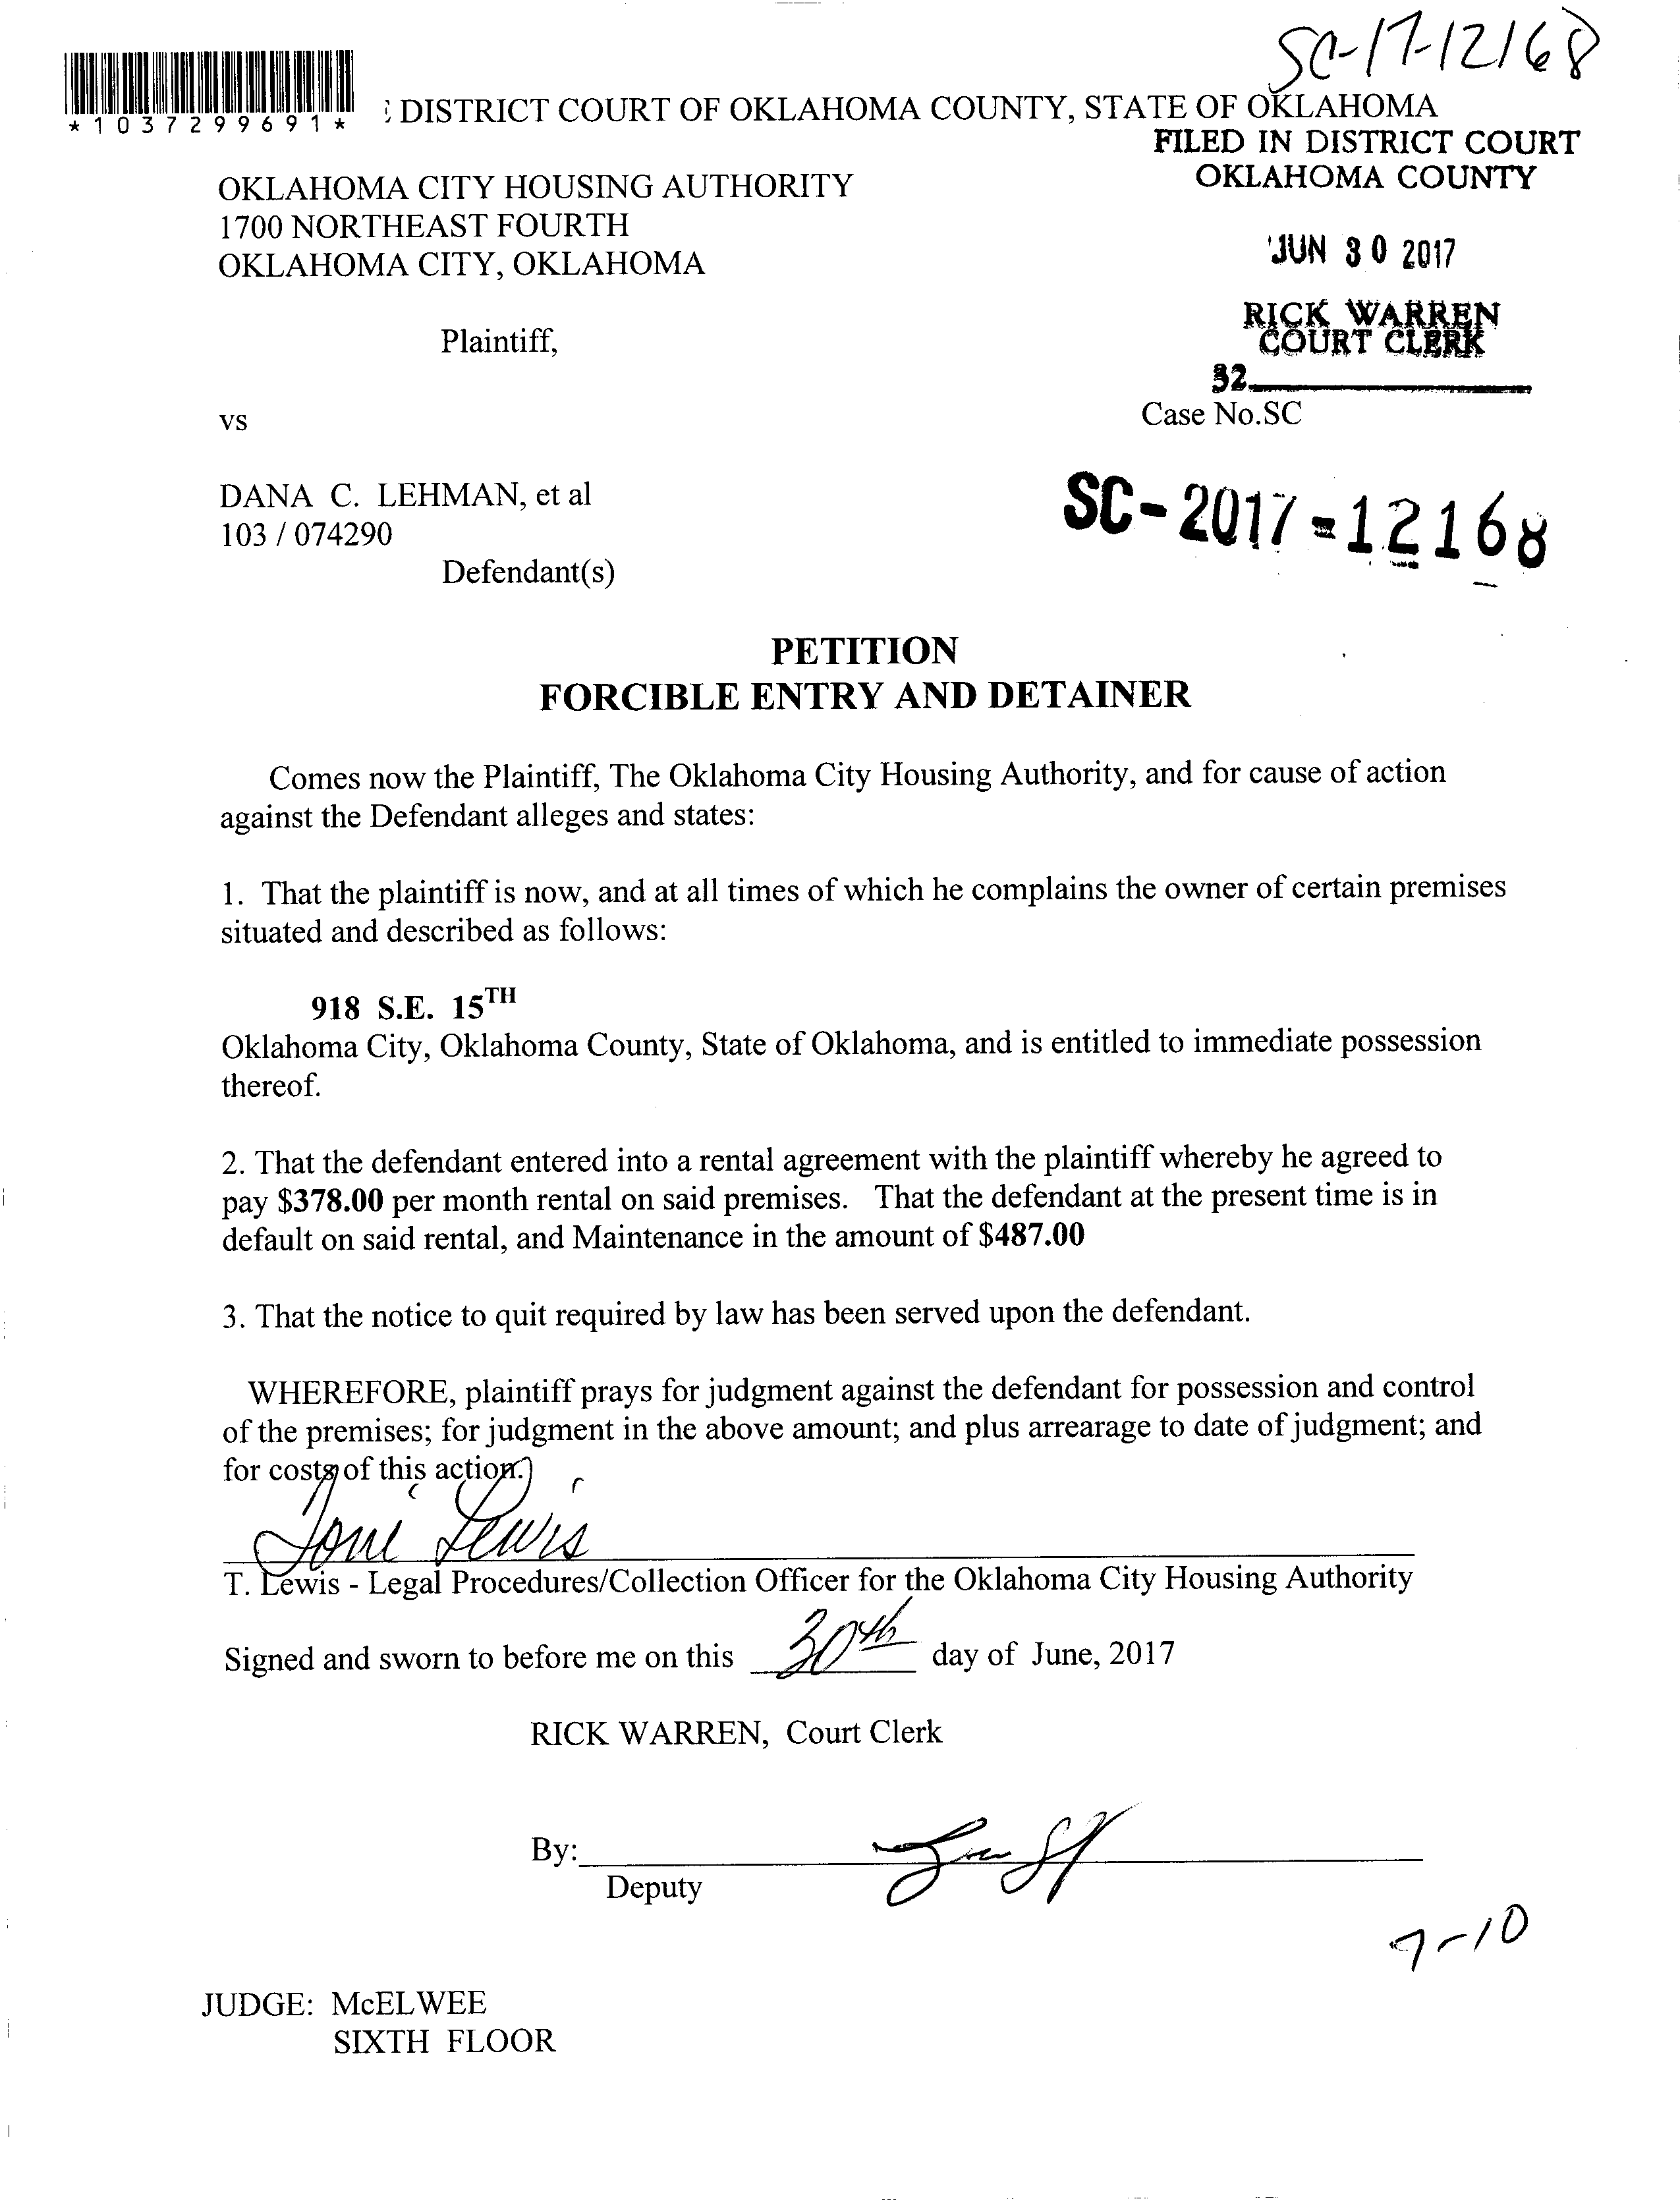 SC-17-12168
*1037299691*
DISTRICT COURT OF OKLAHOMA COUNTY, STATE OF OKLAHOMA
FILED IN DISTRICT COURT
OKLAHOMA COUNTY
OKLAHOMA CITY HOUSING AUTHORITY
1700 NORTHEAST FOURTH
OKLAHOMA CITY, OKLAHOMA
JUN 30 2017
RICK WARREN
COURT CLERK
32
Plaintiff,
Case No.SC
vs
DANA C. LEHMAN, et al
103 / 074290
SC-2017-12168
Defendant(s)
PETITION
FORCIBLE ENTRY AND DETAINER
Comes now the Plaintiff, The Oklahoma City Housing Authority, and for cause of action
against the Defendant alleges and states:
1. That the plaintiff is now, and at all times of which he complains the owner of certain premises
situated and described as follows:
918 S.E. 15TH
Oklahoma City, Oklahoma County, State of Oklahoma, and is entitled to immediate possession
thereof.
2. That the defendant entered into a rental agreement with the plaintiff whereby he agreed to
pay $378.00 per month rental on said premises. That the defendant at the present time is in
default on said rental, and Maintenance in the amount of $487.00
3. That the notice to quit required by law has been served upon the defendant.
WHEREFORE, plaintiff prays for judgment against the defendant for possession and control
of the premises; for judgment in the above amount; and plus arrearage to date of judgment; and
for costs of this action.
Toni Lewis
T. Lewis - Legal Procedures/Collection Officer for the Oklahoma City Housing Authority
Signed and sworn to before me on this 30th day of June, 2017
RICK WARREN, Court Clerk
By:
Deputy
7-10
JUDGE: McELWEE
SIXTH FLOOR